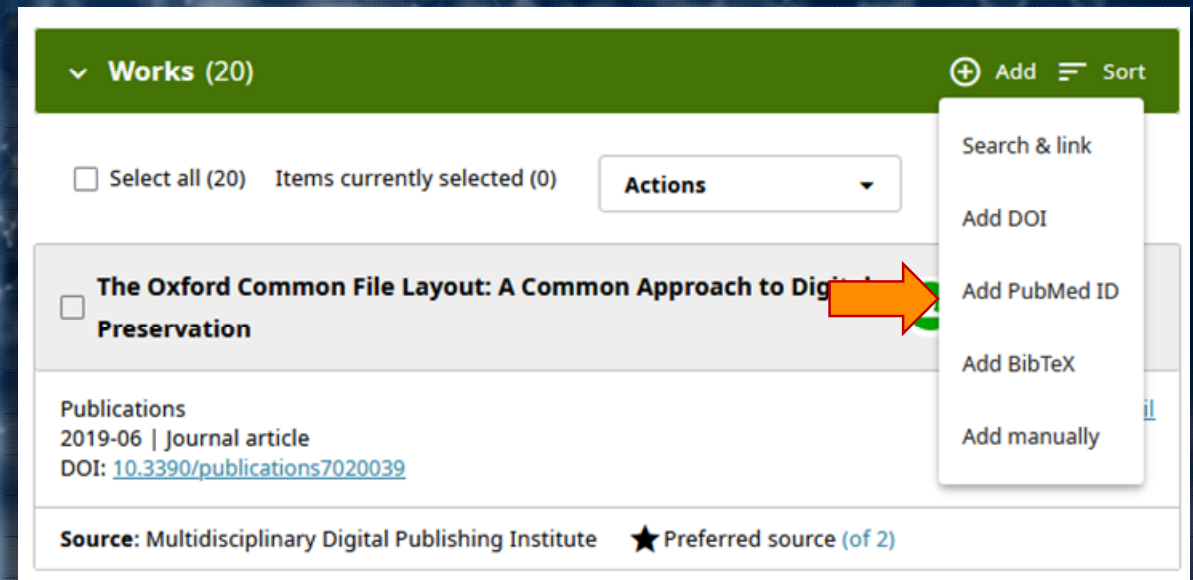 Works (20)
Add
Sort
Search & link
Select all (20)
Items currently selected (0)
Actions
Add DOI
The Oxford Common File Layout: A Common Approach to
Preservation
Add PubMed ID
Add BibTeX
Publications
2019-06 | Journal article
Add manually
DOI: 10.3390/publications7020039
Source: Multidisciplinary Digital Publishing Institute
Preferred source (of 2)